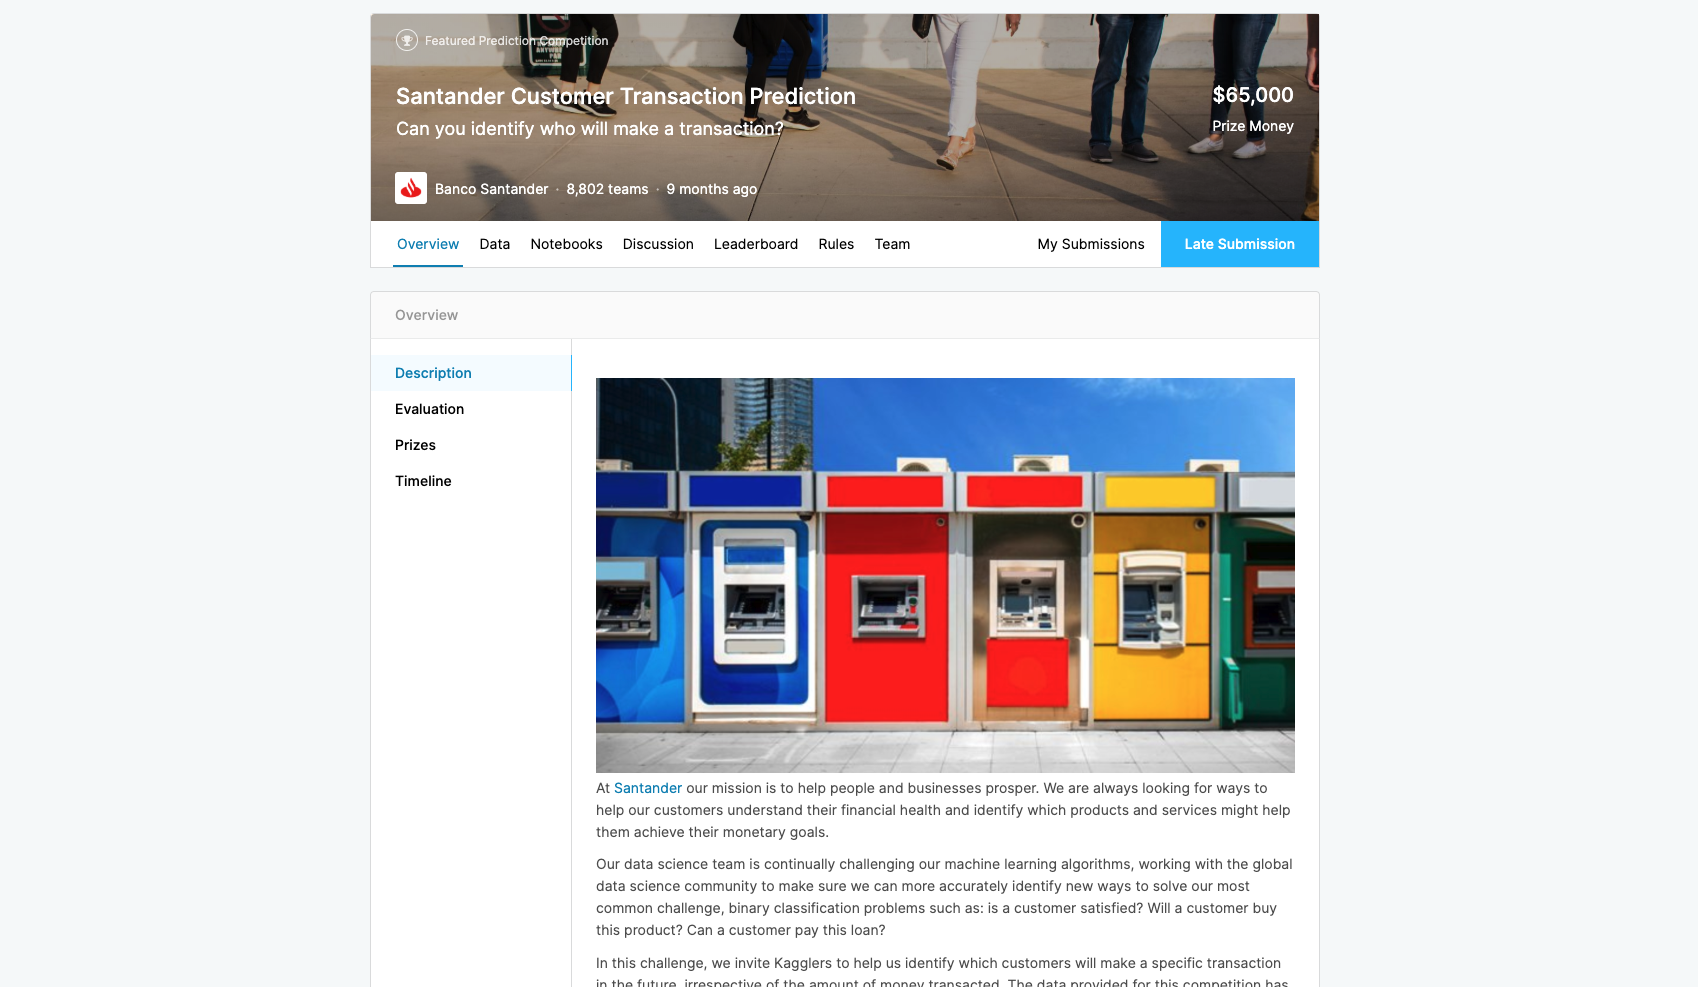 Featured Prediction Competition
Santander Customer Transaction Prediction
$65,000
Can you identify who will make a transaction?
Prize Money
Banco Santander · 8,802 teams · 9 months ago
Overview Data Notebooks Discussion Leaderboard Rules Team My Submissions Late Submission
Overview
Description
Evaluation
Prizes
Timeline
At Santander our mission is to help people and businesses prosper. We are always looking for ways to
help our customers understand their financial health and identify which products and services might help
them achieve their monetary goals.
Our data science team is continually challenging our machine learning algorithms, working with the global
data science community to make sure we can more accurately identify new ways to solve our most
common challenge, binary classification problems such as: is a customer satisfied? Will a customer buy
this product? Can a customer pay this loan?
In this challenge, we invite Kagglers to help us identify which customers will make a specific transaction
in the future, irrespective of the amount of money transacted. The data provided for this competition has